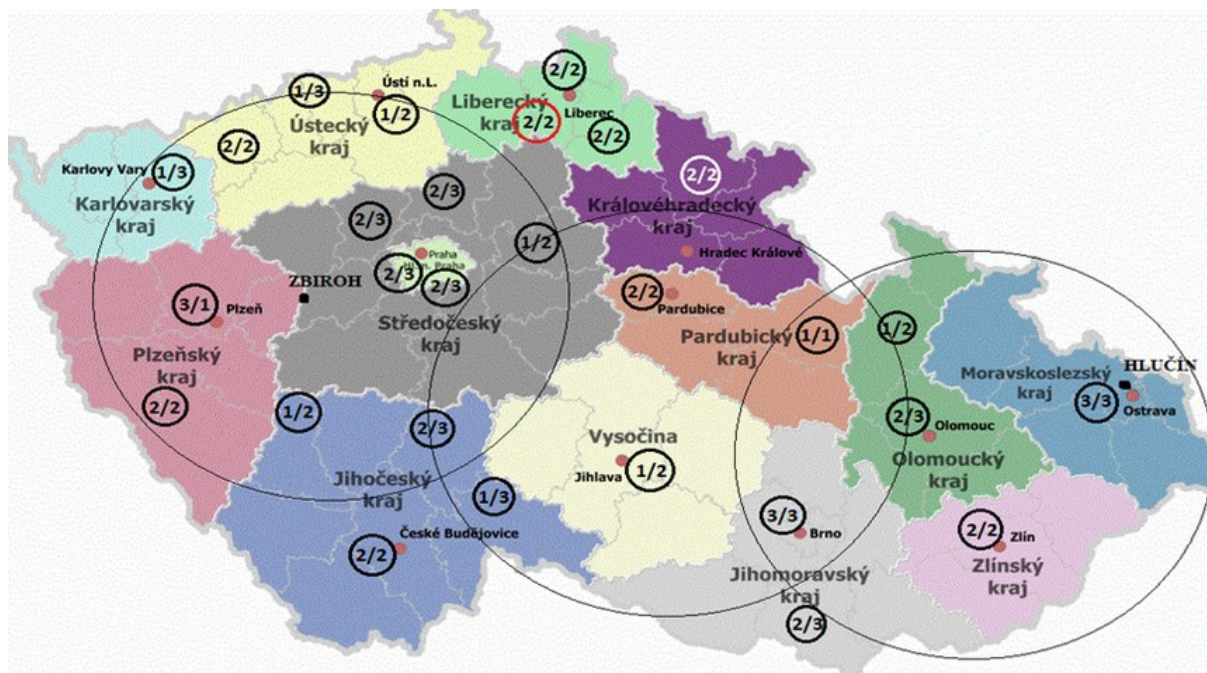 2/2
Ústí n.L.
1/3
Liberecký
kraj
Liberec
1/2
2/2
Ústecký
kraj
2/2
2/2
Karlovy Vary
1/3
2/2
Karlovarský
kraj
2/3
2/3
Královéhradecký
kraj
1/2
Praha
Hl. m. Praha
Hradec Králové
2/3
2/3
ZBIROH
2/2
Pardubice
3/1
Plzeň
Středočeský
kraj
Pardubický
kraj
1/1
1/2
Plzeňský
kraj
HLUČÍN
Moravskoslezský
kraj
3/3
Ostrava
2/2
1/2
2/3
2/3
Olomouc
Vysočina
Jihlava
1/2
Olomoucký
kraj
Jihočeský
kraj
1/3
3/3
Brno
2/2
Zlín
České Budějovice
2/2
Zlínský
kraj
Jihomoravský
kraj
2/3